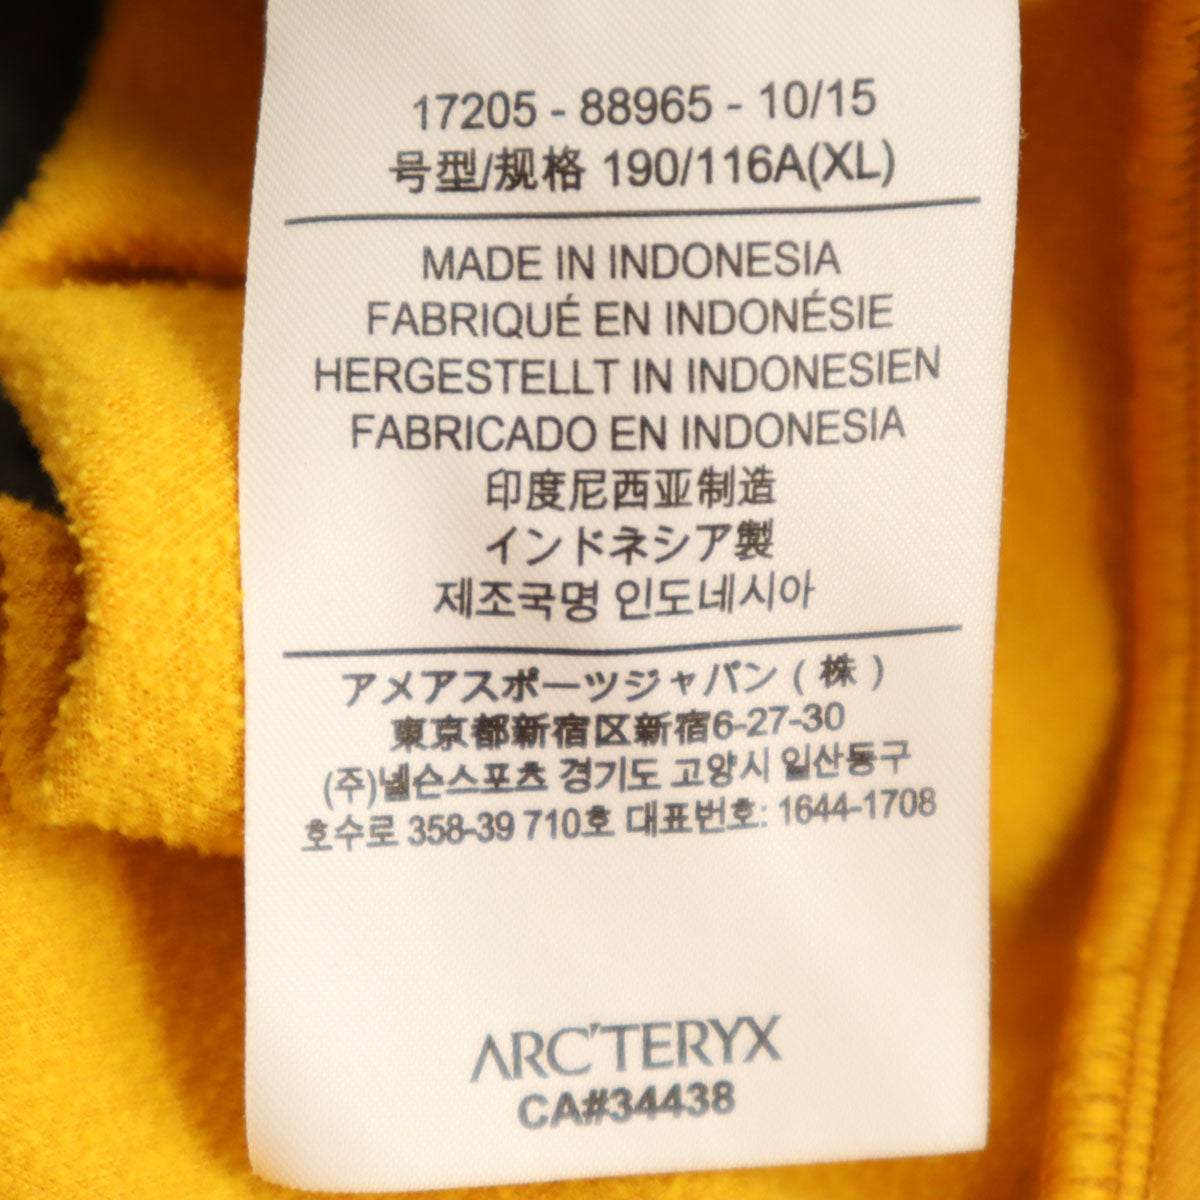 17205 - 88965 - 10/15
号型/规格 190/116A(XL)
MADE IN INDONESIA
FABRIQUÉ EN INDONÉSIE
HERGESTELLT IN INDONESIEN
FABRICADO EN INDONESIA
印度尼西亚制造
インドネシア製
제조국명 인도네시아
アメアスポーツジャパン ( 株 )
東京都新宿区新宿6-27-30
(주)넬슨스포츠 경기도 고양시 일산동구
호수로 358-39 710호 대표번호: 1644-1708
ARC'TERYX
CA#34438